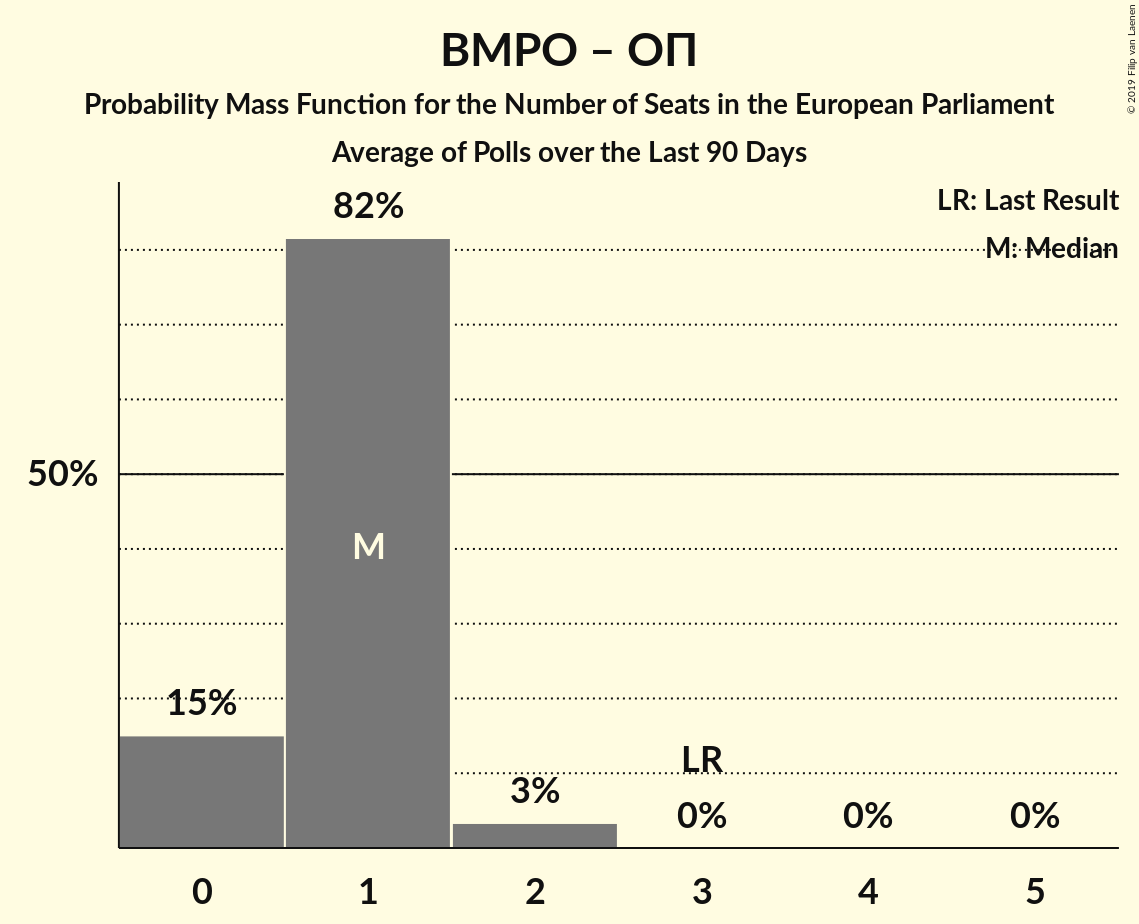 © 2019 Filip van Laenen
ВМРО – ОП
Probability Mass Function for the Number of Seats in the European Parliament
Average of Polls over the Last 90 Days
LR: Last Result
M: Median
82%
50%
M
15%
3%
LR
0%
0%
0%
0
1
2
3
4
5